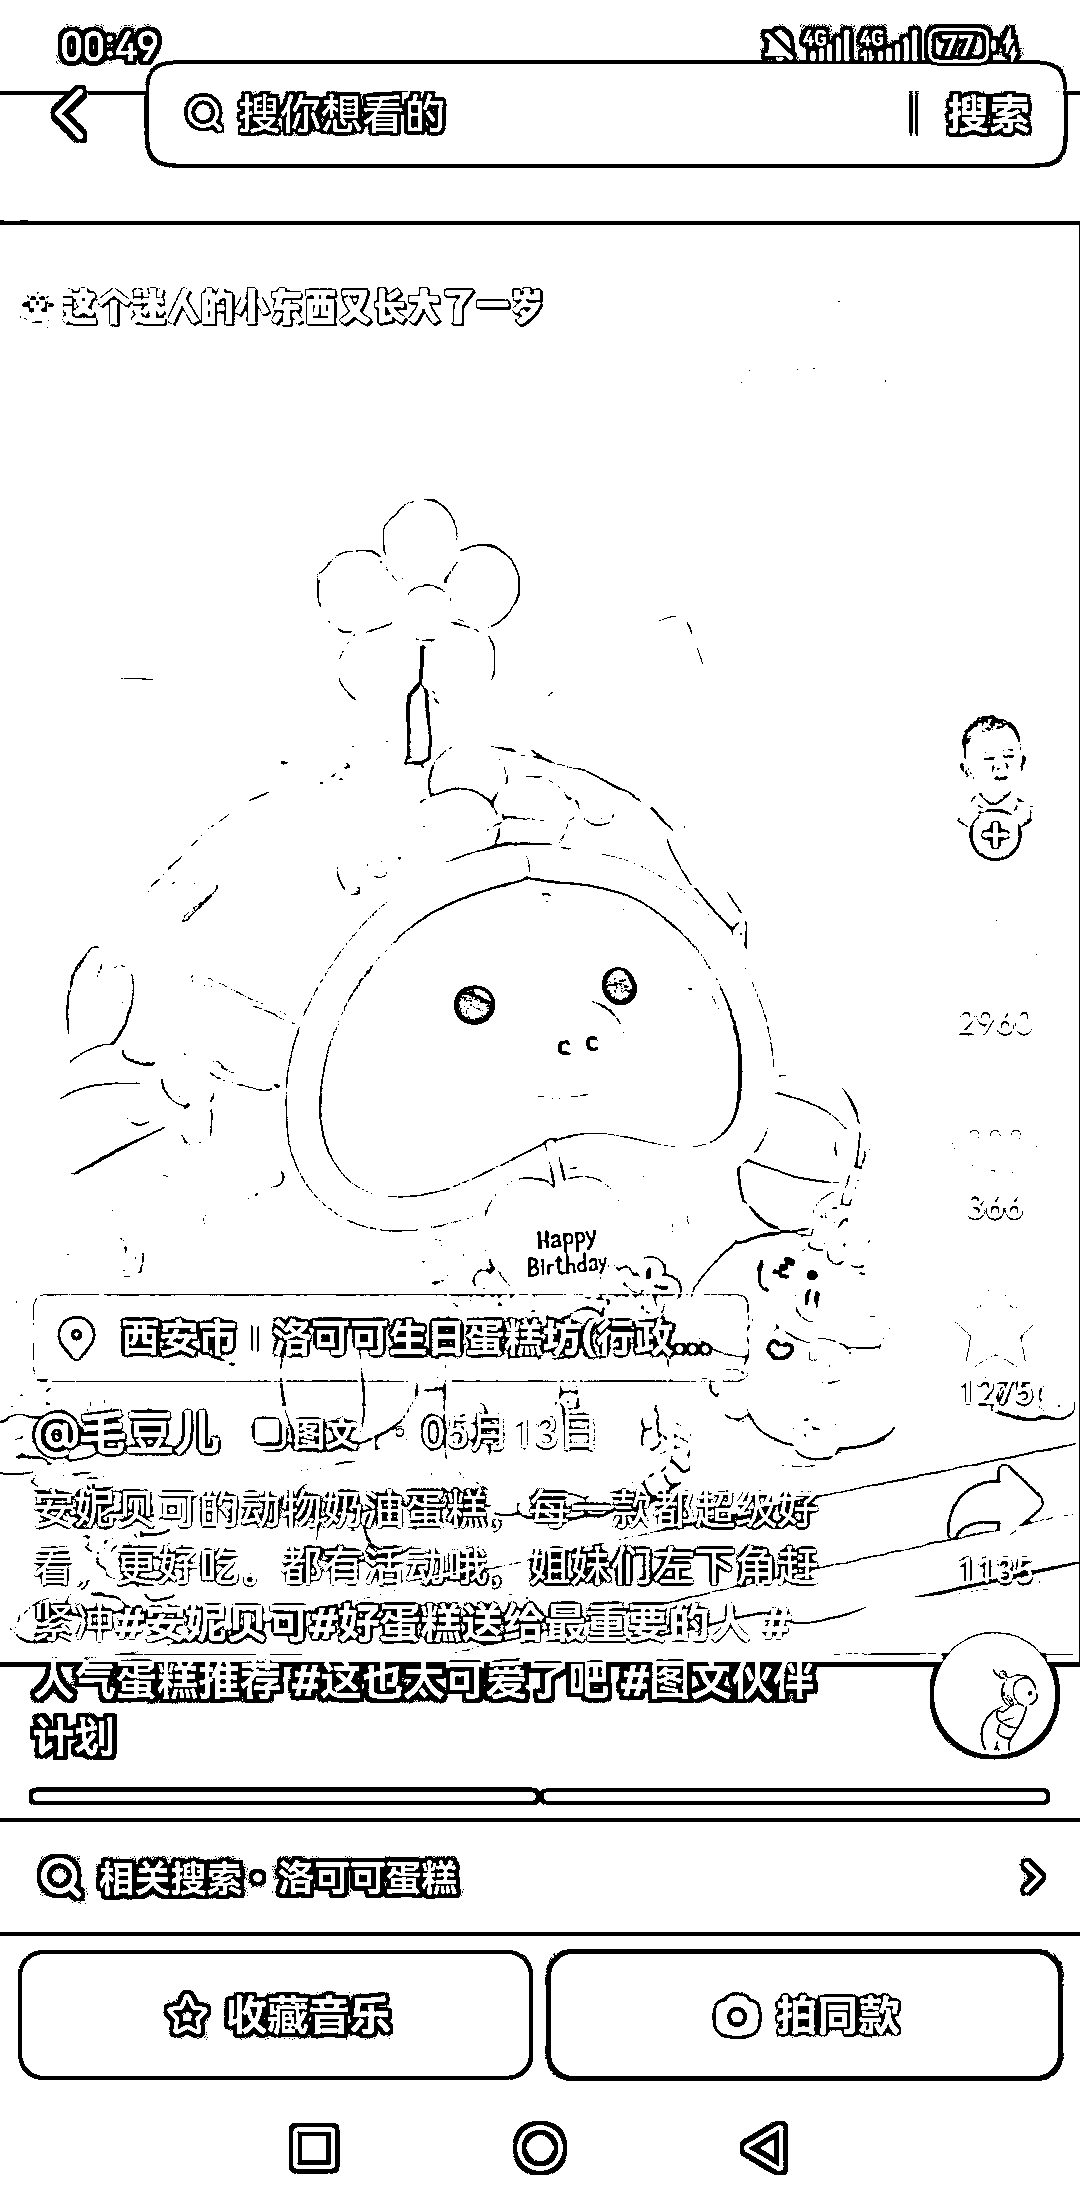 00:49
4G 4G 77
搜你想看的 搜索
这个迷人的小东西又长大了一岁
2960
366
Happy
Birthday
西安市 洛可可生日蛋糕坊(行政...
1275
@毛豆儿 图文 · 05月13日
安妮贝可的动物奶油蛋糕，每一款都超级好
看，更好吃。都有活动哦，姐妹们左下角赶
1135
紧冲#安妮贝可#好蛋糕送给最重要的人 #
人气蛋糕推荐 #这也太可爱了吧 #图文伙伴
计划
相关搜索 · 洛可可蛋糕
收藏音乐 拍同款